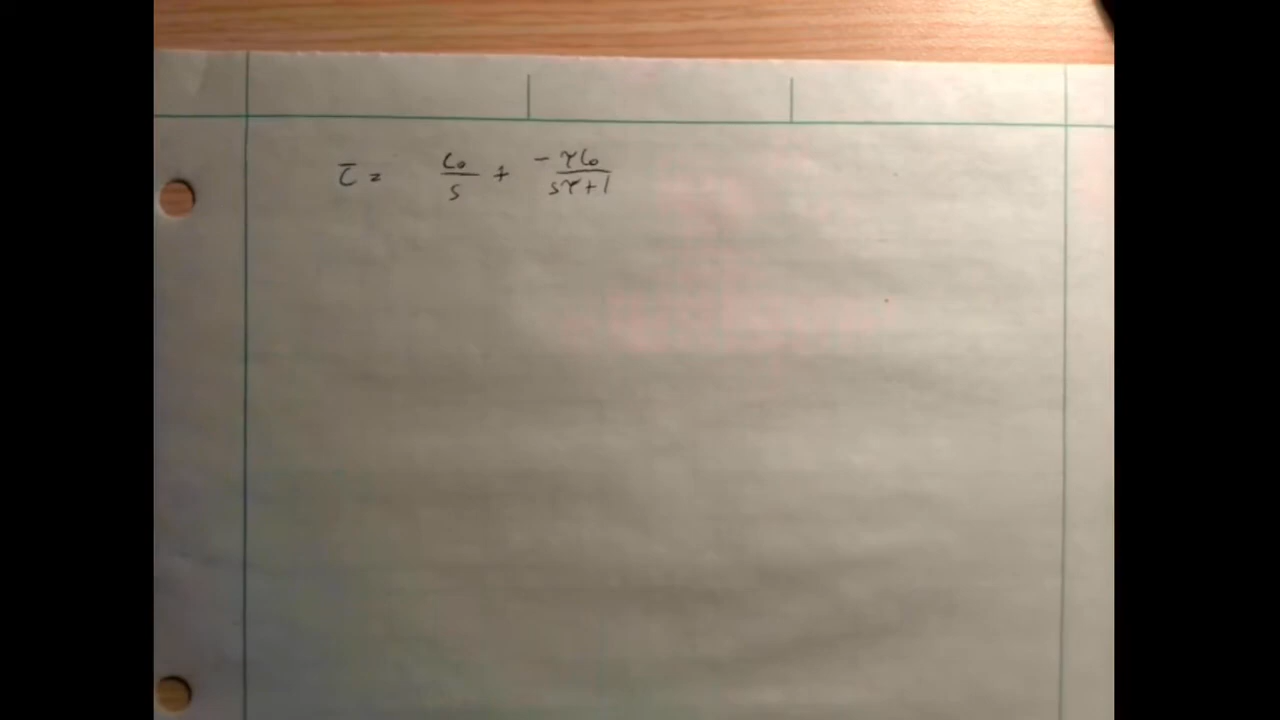 c̄ = c₀/s + -τc₀/(sτ+1)